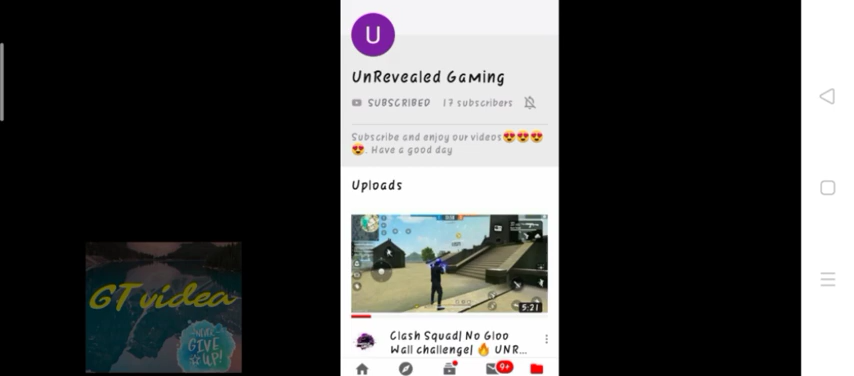 U
UnRevealed Gaming
SUBSCRIBED 17 subscribers
Subscribe and enjoy our videos😍😍😍
😍. Have a good day
Uploads
5:21
Clash Squad| No Gloo
Wall challenge| 🔥 UNR...
9+
GT videa
NEVER
GIVE
UP!